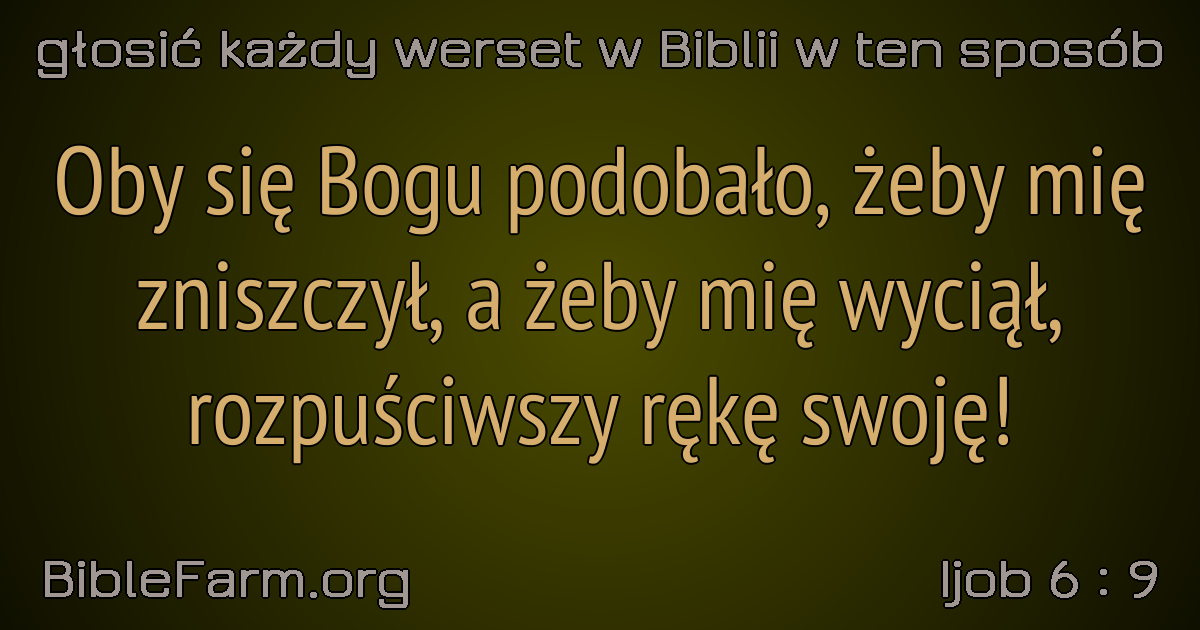 głosić każdy werset w Biblii w ten sposób
Oby się Bogu podobało, żeby mię
zniszczył, a żeby mię wyciął,
rozpuściwszy rękę swoję!
BibleFarm.org
Ijob 6 : 9